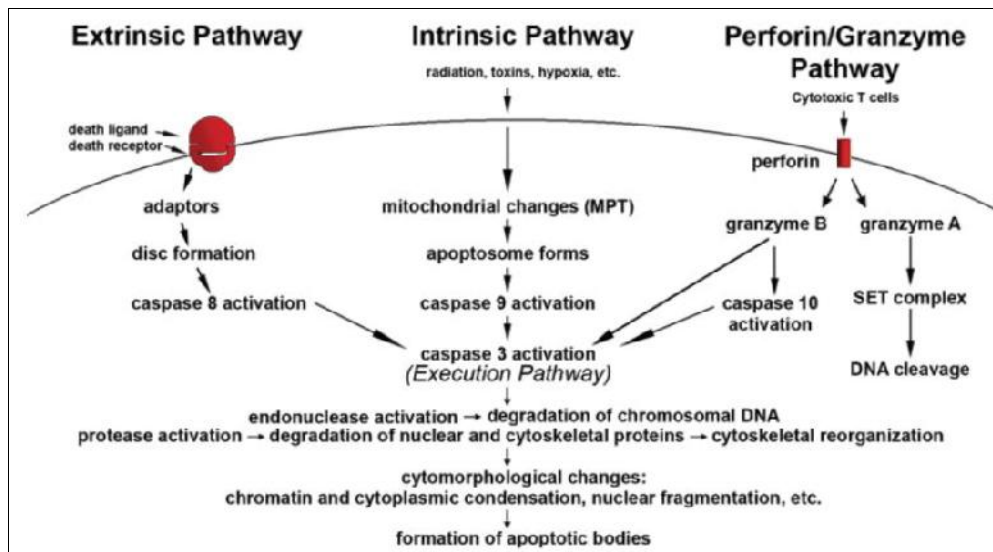 Extrinsic Pathway
Intrinsic Pathway
Perforin/Granzyme
Pathway
radiation, toxins, hypoxia, etc.
Cytotoxic T cells
death ligand
death receptor
perforin
adaptors
mitochondrial changes (MPT)
granzyme B
granzyme A
disc formation
apoptosome forms
caspase 8 activation
caspase 9 activation
caspase 10
activation
SET complex
caspase 3 activation
(Execution Pathway)
DNA cleavage
endonuclease activation → degradation of chromosomal DNA
protease activation → degradation of nuclear and cytoskeletal proteins → cytoskeletal reorganization
cytomorphological changes:
chromatin and cytoplasmic condensation, nuclear fragmentation, etc.
formation of apoptotic bodies